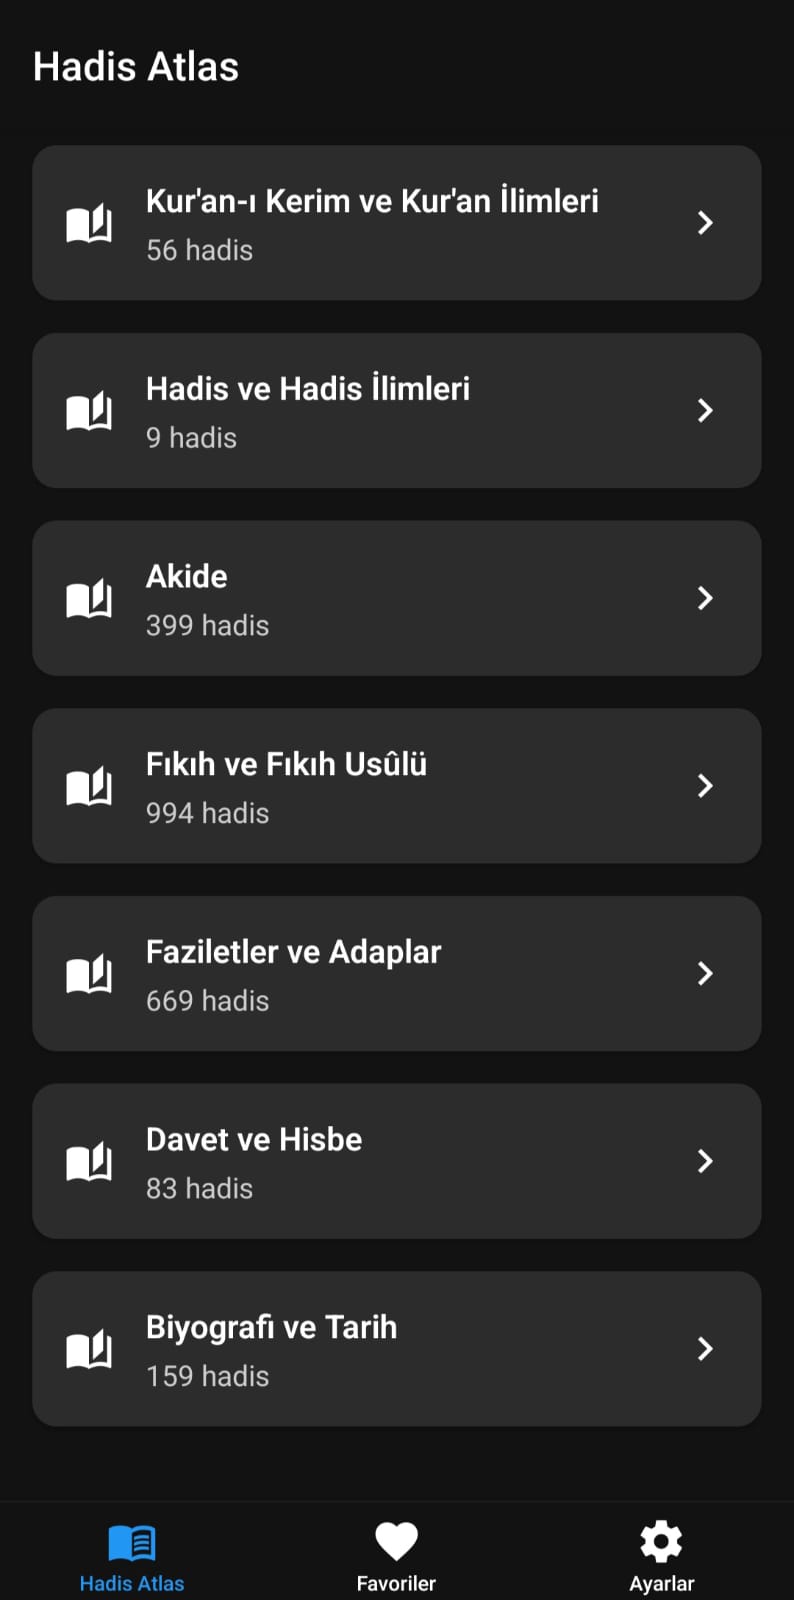 Hadis Atlas
Kur'an-ı Kerim ve Kur'an İlimleri
56 hadis
Hadis ve Hadis İlimleri
9 hadis
Akide
399 hadis
Fıkıh ve Fıkıh Usûlü
994 hadis
Faziletler ve Adaplar
669 hadis
Davet ve Hisbe
83 hadis
Biyografi ve Tarih
159 hadis
Hadis Atlas
Favoriler
Ayarlar